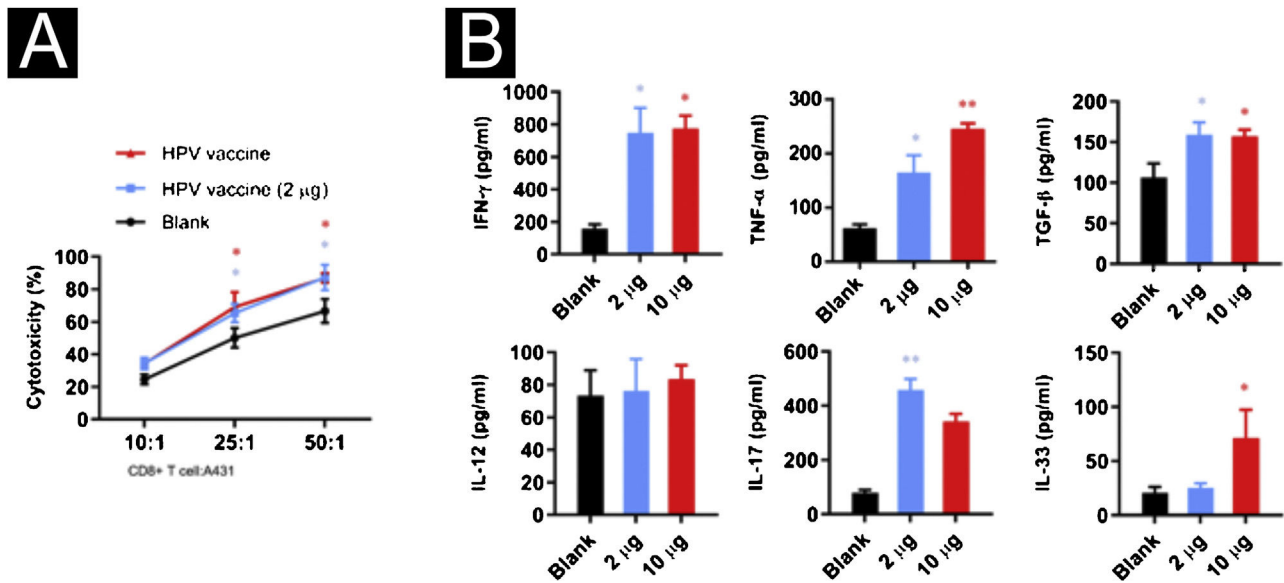 A
HPV vaccine
HPV vaccine (2 μg)
Blank
Cytotoxicity (%)
100
80
60
40
20
0
10:1
25:1
50:1
CD8+ T cell:A431
B
IFN-γ (pg/ml)
1000
800
600
400
200
0
*
*
Blank
2 μg
10 μg
TNF-α (pg/ml)
300
200
100
0
*
**
Blank
2 μg
10 μg
TGF-β (pg/ml)
200
150
100
50
0
*
*
Blank
2 μg
10 μg
IL-12 (pg/ml)
100
80
60
40
20
0
Blank
2 μg
10 μg
IL-17 (pg/ml)
600
400
200
0
**
Blank
2 μg
10 μg
IL-33 (pg/ml)
150
100
50
0
*
Blank
2 μg
10 μg